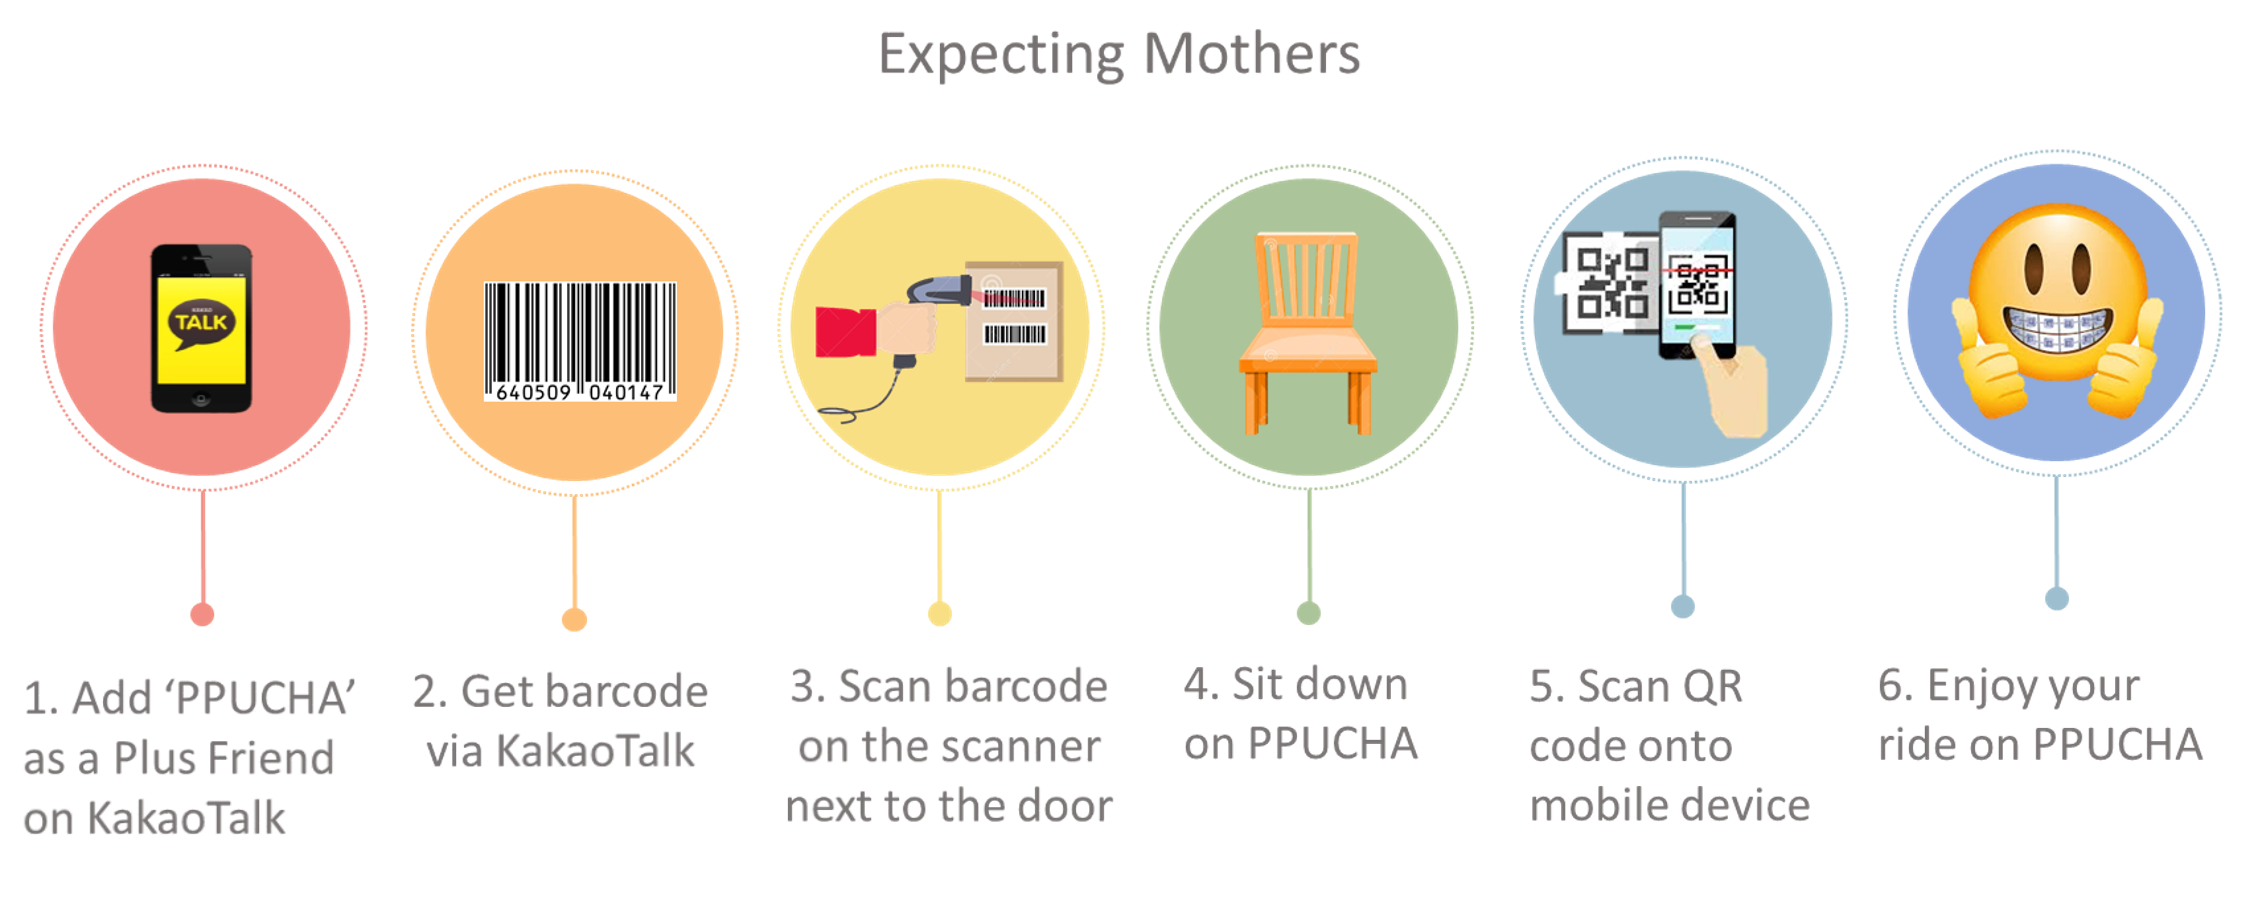 Expecting Mothers
TALK
640509 040147
1. Add ‘PPUCHA’
as a Plus Friend
on KakaoTalk
2. Get barcode
via KakaoTalk
3. Scan barcode
on the scanner
next to the door
4. Sit down
on PPUCHA
5. Scan QR
code onto
mobile device
6. Enjoy your
ride on PPUCHA